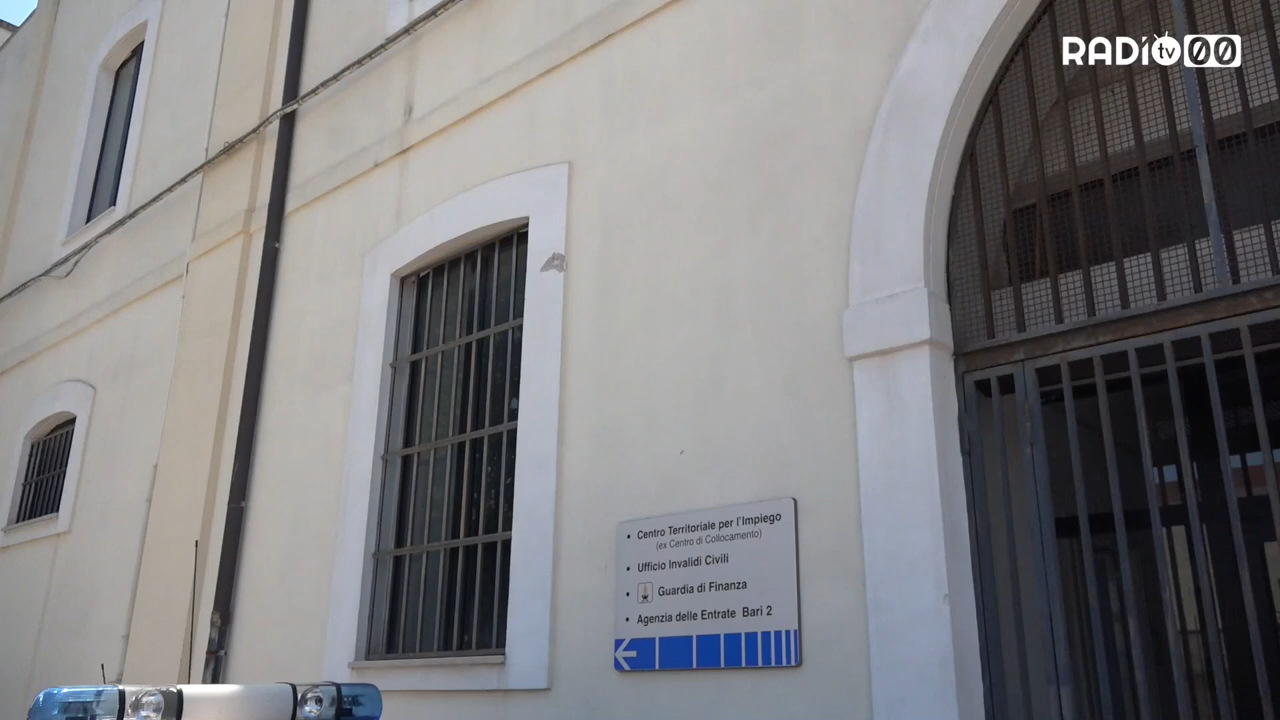 RADIO tv 00
• Centro Territoriale per l'Impiego
(ex Centro di Collocamento)
• Ufficio Invalidi Civili
• Guardia di Finanza
• Agenzia delle Entrate Bari 2